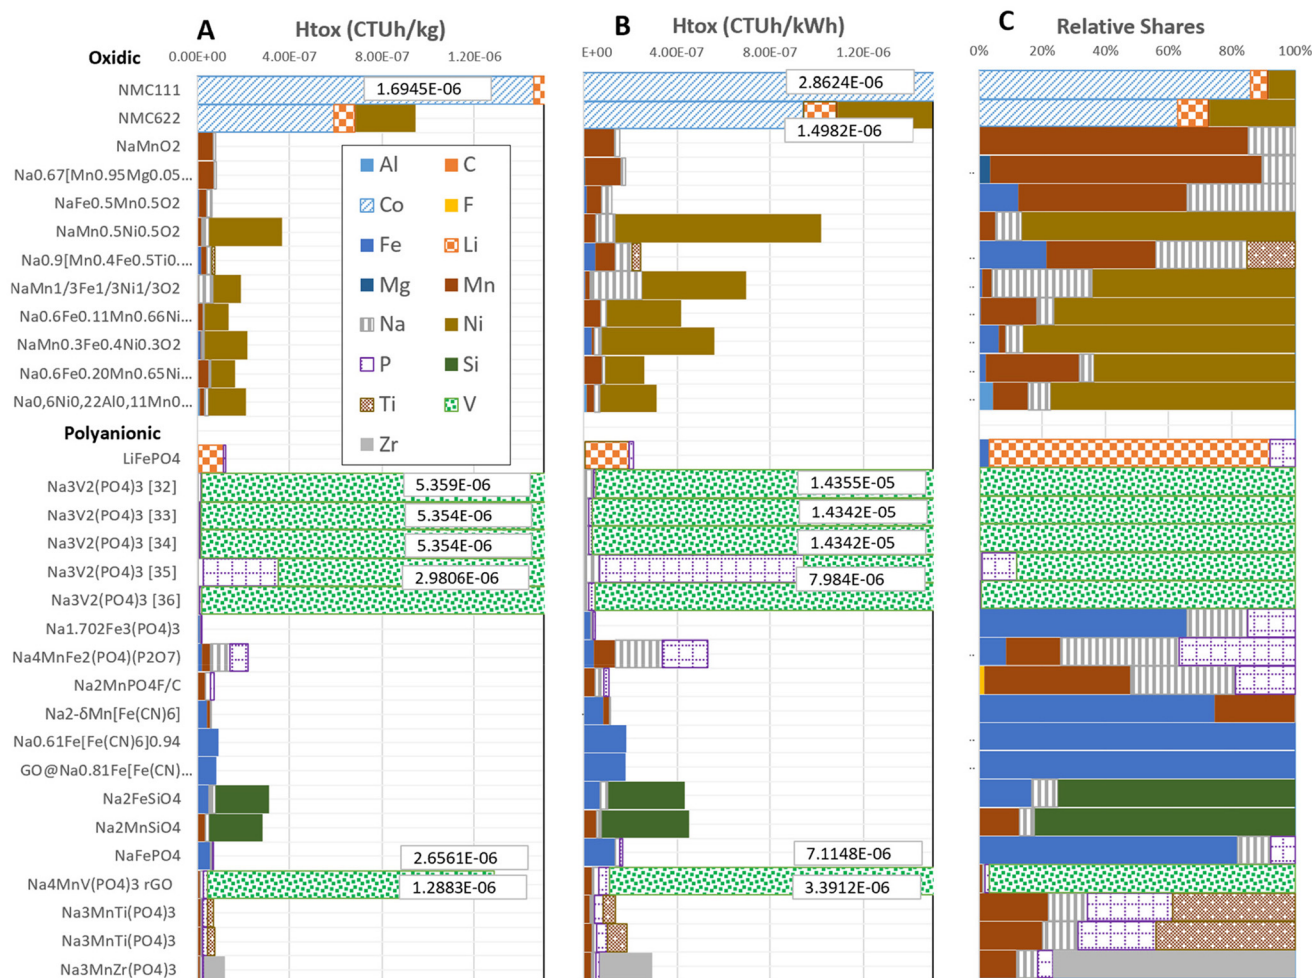 A Htox (CTUh/kg) B Htox (CTUh/kWh) C Relative Shares
0.00E+00 4.00E-07 8.00E-07 1.20E-06 E+00 4.00E-07 8.00E-07 1.20E-06 0% 20% 40% 60% 80% 100%
Oxidic
NMC111 1.6945E-06 2.8624E-06
NMC622 1.4982E-06
NaMnO2
Na0.67[Mn0.95Mg0.05...
NaFe0.5Mn0.5O2
NaMn0.5Ni0.5O2
Na0.9[Mn0.4Fe0.5Ti0....
NaMn1/3Fe1/3Ni1/3O2
Na0.6Fe0.11Mn0.66Ni...
NaMn0.3Fe0.4Ni0.3O2
Na0.6Fe0.20Mn0.65Ni...
Na0,6Ni0,22Al0,11Mn0...
Al C
Co F
Fe Li
Mg Mn
Na Ni
P Si
Ti V
Zr
Polyanionic
LiFePO4
Na3V2(PO4)3 [32] 5.359E-06 1.4355E-05
Na3V2(PO4)3 [33] 5.354E-06 1.4342E-05
Na3V2(PO4)3 [34] 5.354E-06 1.4342E-05
Na3V2(PO4)3 [35] 2.9806E-06 7.984E-06
Na3V2(PO4)3 [36]
Na1.702Fe3(PO4)3
Na4MnFe2(PO4)(P2O7)
Na2MnPO4F/C
Na2-δMn[Fe(CN)6]
Na0.61Fe[Fe(CN)6]0.94
GO@Na0.81Fe[Fe(CN)...
Na2FeSiO4
Na2MnSiO4
NaFePO4 2.6561E-06 7.1148E-06
Na4MnV(PO4)3 rGO 1.2883E-06 3.3912E-06
Na3MnTi(PO4)3
Na3MnTi(PO4)3
Na3MnZr(PO4)3